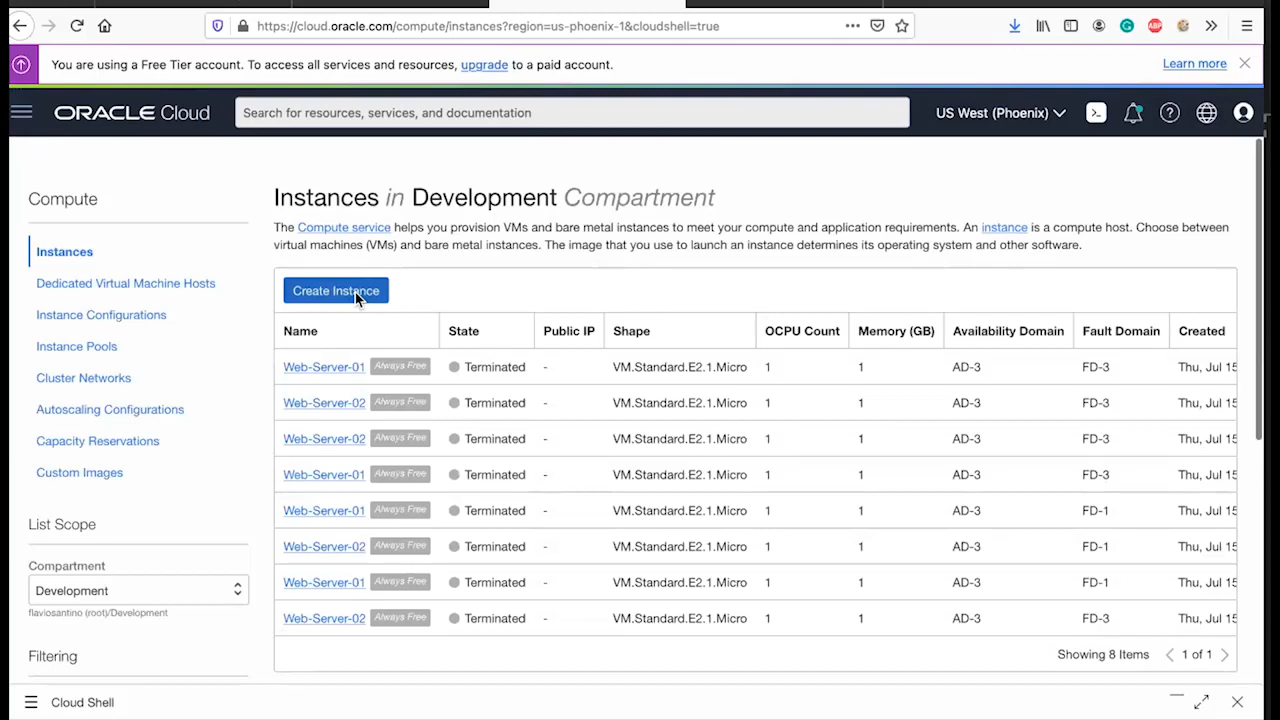 https://cloud.oracle.com/compute/instances?region=us-phoenix-1&cloudshell=true
You are using a Free Tier account. To access all services and resources, upgrade to a paid account.
Learn more
ORACLE Cloud
Search for resources, services, and documentation
US West (Phoenix)
Compute
Instances
Dedicated Virtual Machine Hosts
Instance Configurations
Instance Pools
Cluster Networks
Autoscaling Configurations
Capacity Reservations
Custom Images
List Scope
Compartment
Development
flaviosantino (root)/Development
Filtering
Instances in Development Compartment
The Compute service helps you provision VMs and bare metal instances to meet your compute and application requirements. An instance is a compute host. Choose between
virtual machines (VMs) and bare metal instances. The image that you use to launch an instance determines its operating system and other software.
Create Instance
Name State Public IP Shape OCPU Count Memory (GB) Availability Domain Fault Domain Created
Web-Server-01 Always Free Terminated - VM.Standard.E2.1.Micro 1 1 AD-3 FD-3 Thu, Jul 15
Web-Server-02 Always Free Terminated - VM.Standard.E2.1.Micro 1 1 AD-3 FD-3 Thu, Jul 15
Web-Server-02 Always Free Terminated - VM.Standard.E2.1.Micro 1 1 AD-3 FD-3 Thu, Jul 15
Web-Server-01 Always Free Terminated - VM.Standard.E2.1.Micro 1 1 AD-3 FD-3 Thu, Jul 15
Web-Server-01 Always Free Terminated - VM.Standard.E2.1.Micro 1 1 AD-3 FD-1 Thu, Jul 15
Web-Server-02 Always Free Terminated - VM.Standard.E2.1.Micro 1 1 AD-3 FD-1 Thu, Jul 15
Web-Server-01 Always Free Terminated - VM.Standard.E2.1.Micro 1 1 AD-3 FD-1 Thu, Jul 15
Web-Server-02 Always Free Terminated - VM.Standard.E2.1.Micro 1 1 AD-3 FD-3 Thu, Jul 15
Showing 8 Items 1 of 1
Cloud Shell